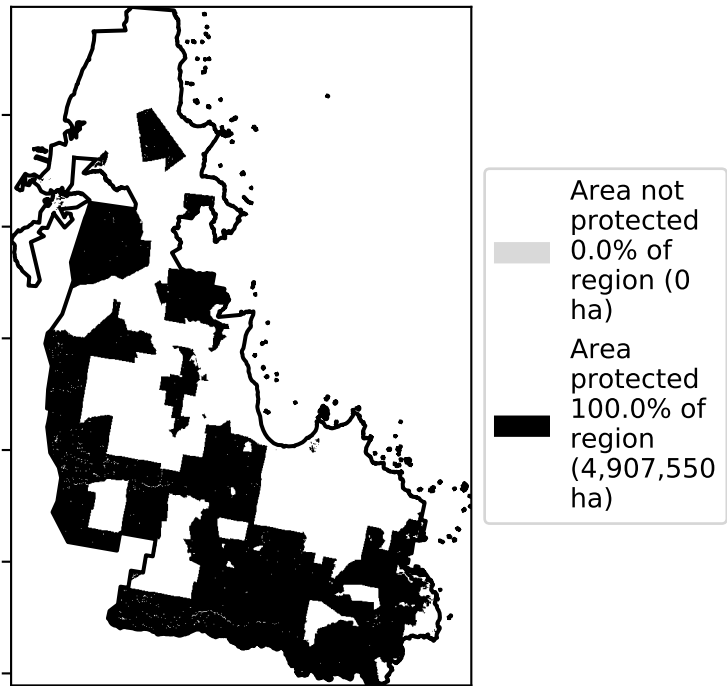 Area not
protected
0.0% of
region (0
ha)
Area
protected
100.0% of
region
(4,907,550
ha)